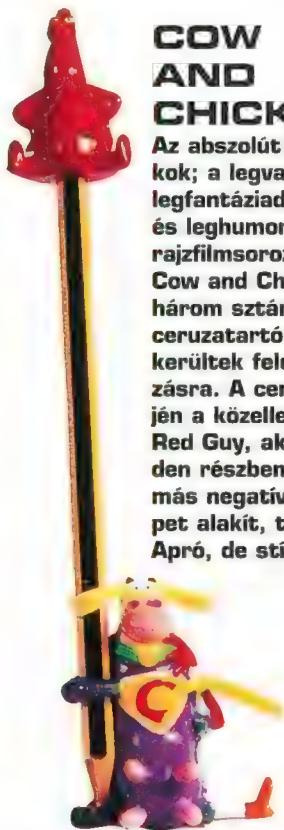 COW
AND
CHICK
Az abszolút
kok; a legva
legfantáziad
és leghumor
rajzfilmsoroz
Cow and Ch
három sztár
ceruzatartó
kerültek felu
zásra. A cer
jén a közelle
Red Guy, ak
den részben
más negatív
pet alakít, t
Apró, de stí
C